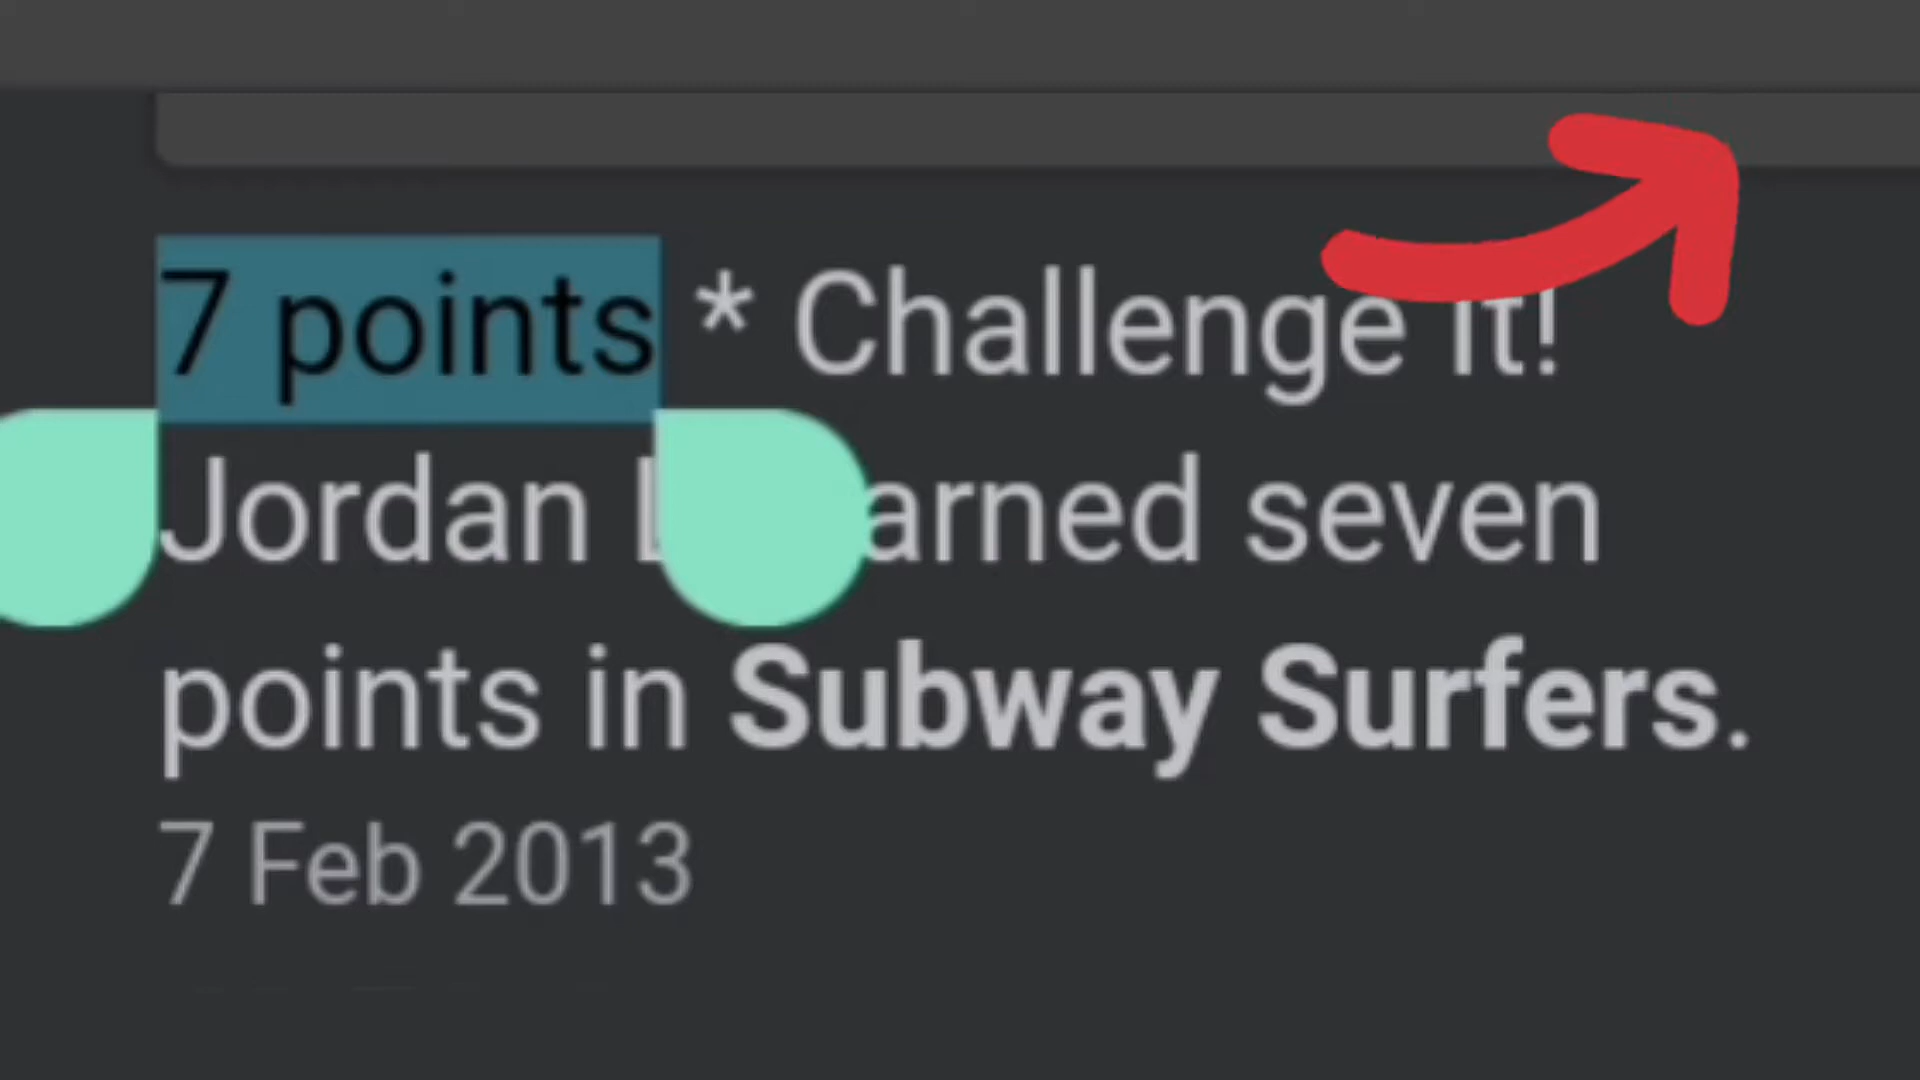 7 points * Challenge it!
Jordan arned seven
points in Subway Surfers.
7 Feb 2013